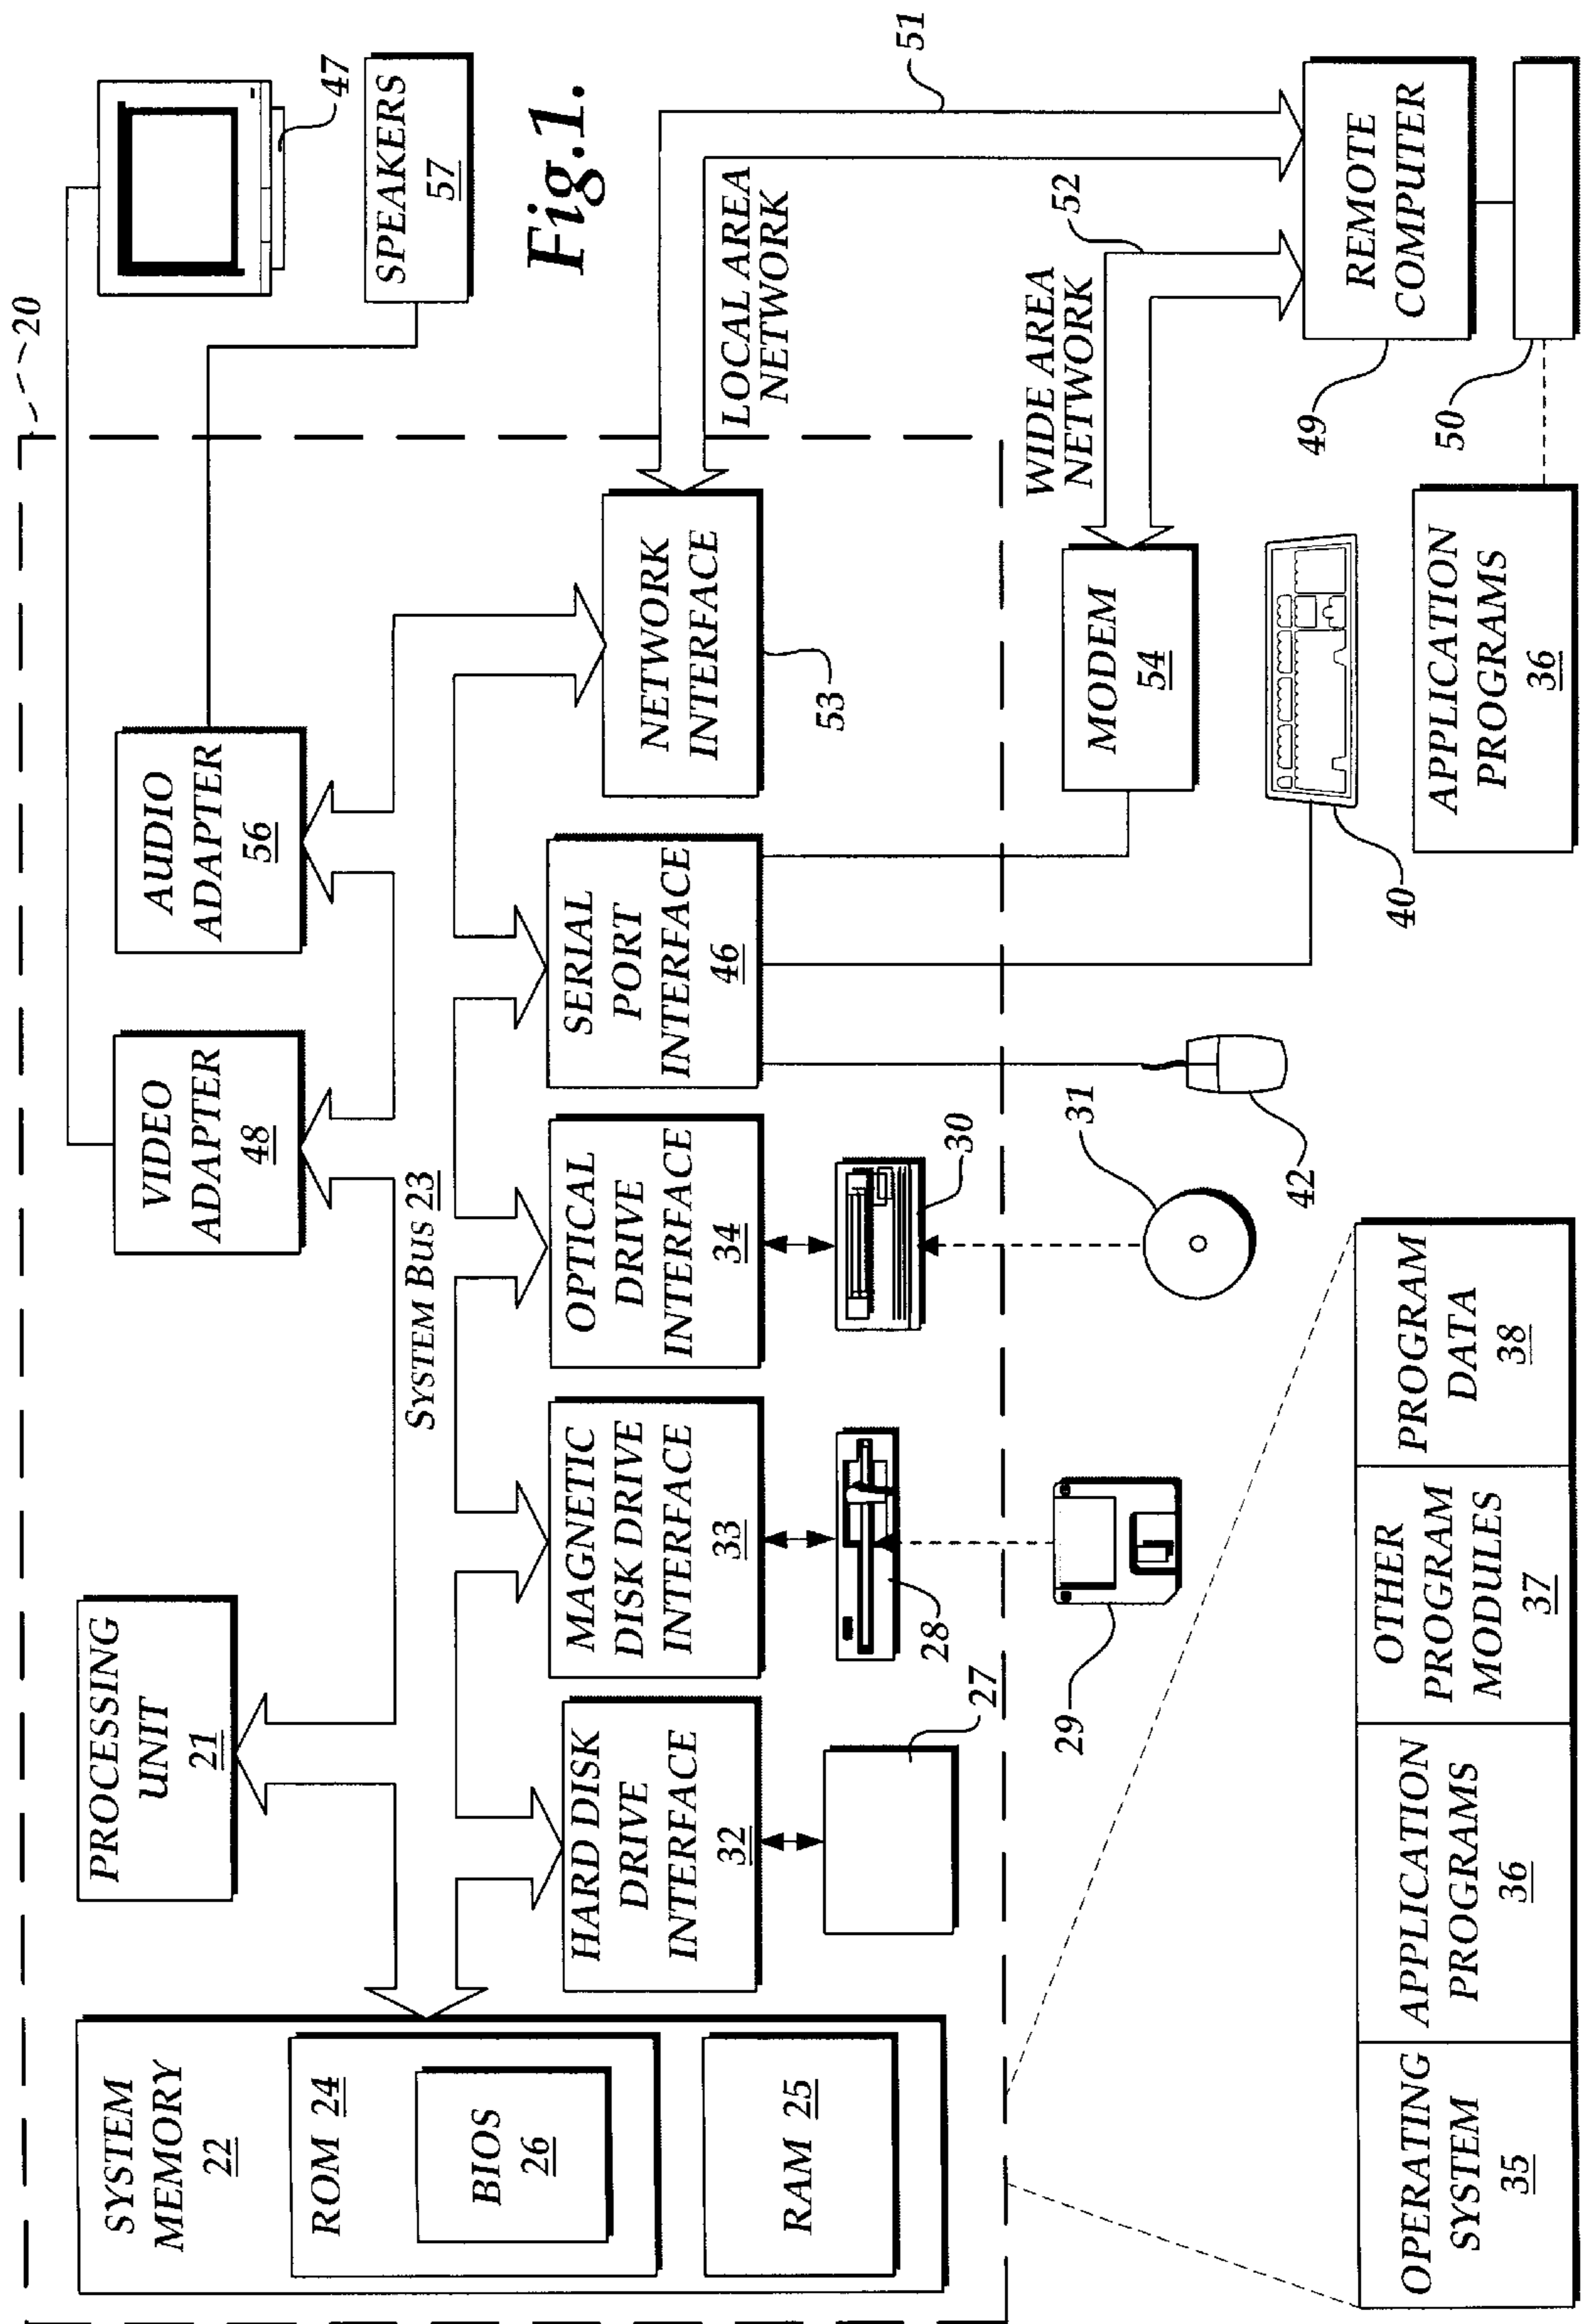 20
SYSTEM
MEMORY
22
ROM 24
BIOS
26
RAM 25
PROCESSING
UNIT
21
VIDEO
ADAPTER
48
AUDIO
ADAPTER
56
47
SPEAKERS
57
SYSTEM BUS 23
Fig.1.
HARD DISK
DRIVE
INTERFACE
32
MAGNETIC
DISK DRIVE
INTERFACE
33
OPTICAL
DRIVE
INTERFACE
34
SERIAL
PORT
INTERFACE
46
NETWORK
INTERFACE
53
LOCAL AREA
NETWORK
51
27
28
30
29
31
42
40
MODEM
54
WIDE AREA
NETWORK
52
REMOTE
COMPUTER
49
50
OPERATING
SYSTEM
35
APPLICATION
PROGRAMS
36
OTHER
PROGRAM
MODULES
37
PROGRAM
DATA
38
APPLICATION
PROGRAMS
36